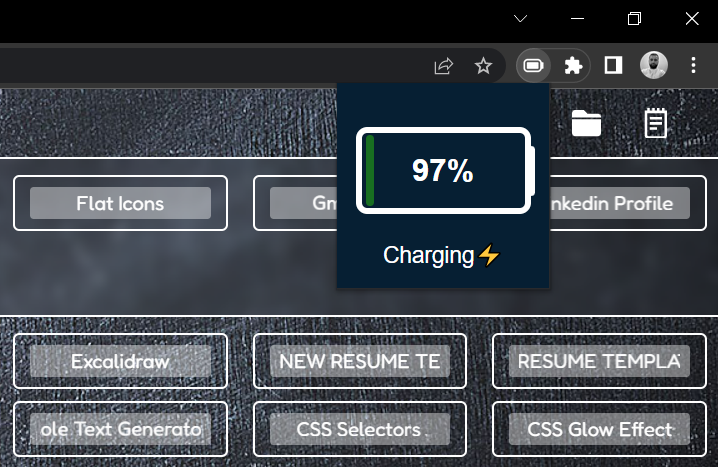 97%
Charging⚡
Flat Icons
Gm
nkedin Profile
Excalidraw
NEW RESUME TE
RESUME TEMPLA
ole Text Generato
CSS Selectors
CSS Glow Effect